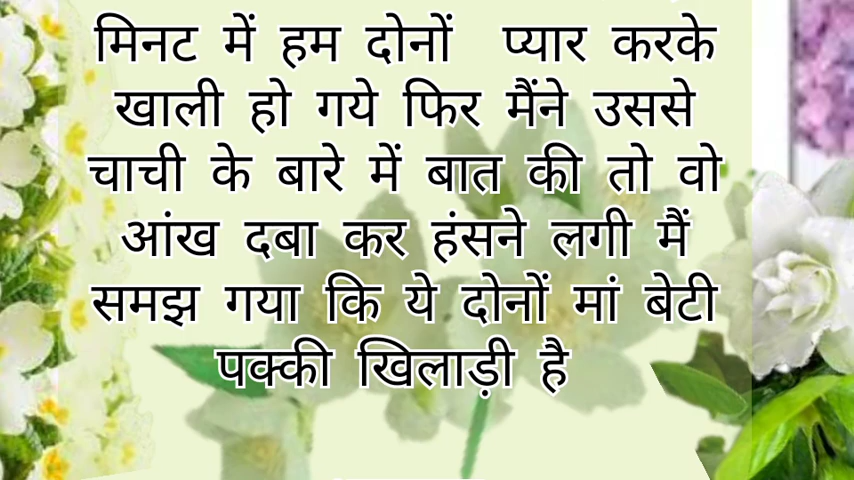 मिनट में हम दोनों प्यार करके
खाली हो गये फिर मैंने उससे
चाची के बारे में बात की तो वो
आंख दबा कर हंसने लगी मैं
समझ गया कि ये दोनों मां बेटी
पक्की खिलाड़ी है